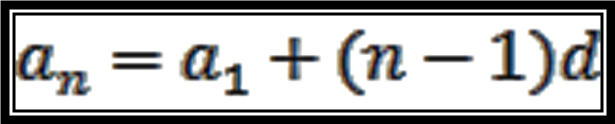 aₙ = a₁ + (n − 1)d